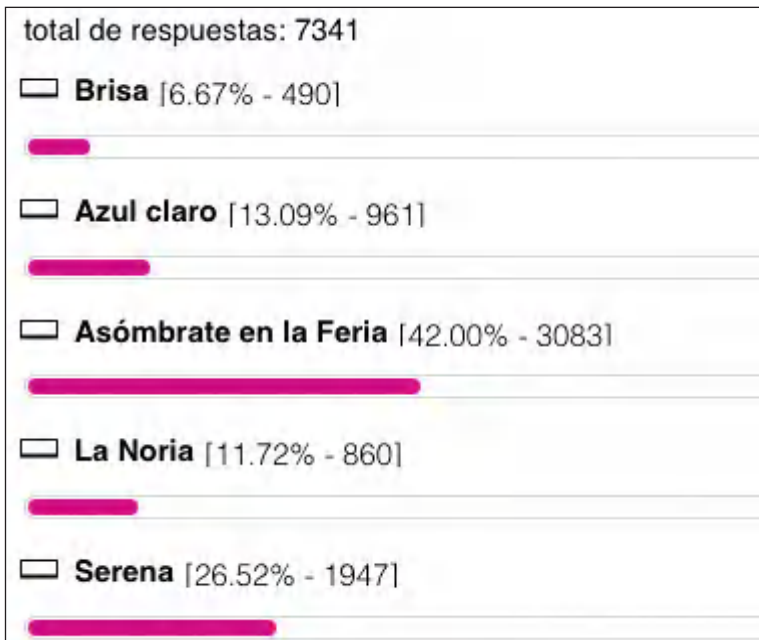 total de respuestas: 7341
Brisa [6.67% - 490]
Azul claro [13.09% - 961]
Asómbrate en la Feria [42.00% - 3083]
La Noria [11.72% - 860]
Serena [26.52% - 1947]